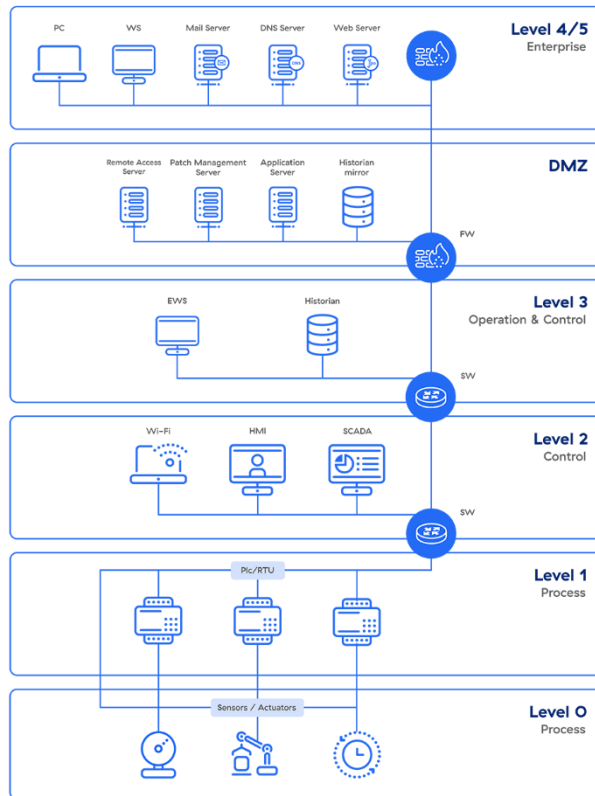 PC
WS
Mail Server
DNS Server
Web Server
Level 4/5
Enterprise
DNS
Remote Access
Server
Patch Management
Server
Application
Server
Historian
mirror
DMZ
FW
EWS
Historian
Level 3
Operation & Control
SW
Wi-Fi
HMI
SCADA
Level 2
Control
SW
Plc/RTU
Level 1
Process
Sensors / Actuators
Level 0
Process